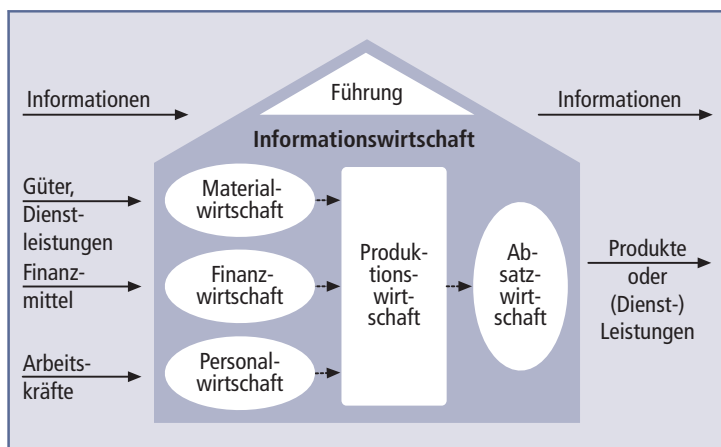 Führung
Informationen
Informationen
Informationswirtschaft
Güter,
Dienst-
leistungen
Finanz-
mittel
Arbeits-
kräfte
Material-
wirtschaft
Finanz-
wirtschaft
Personal-
wirtschaft
Produk-
tions-
wirt-
schaft
Ab-
satz-
wirt-
schaft
Produkte
oder
(Dienst-)
Leistungen